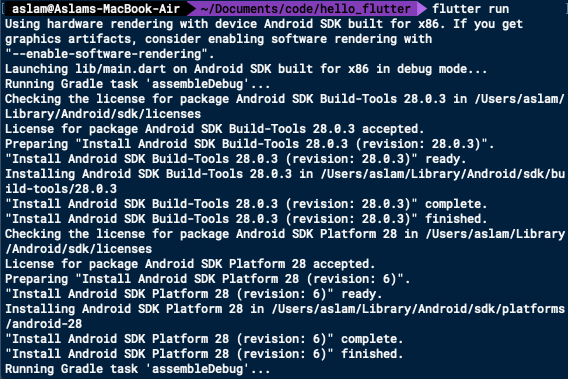 aslam@Aslams-MacBook-Air ~/Documents/code/hello_flutter flutter run
Using hardware rendering with device Android SDK built for x86. If you get
graphics artifacts, consider enabling software rendering with
"--enable-software-rendering".
Launching lib/main.dart on Android SDK built for x86 in debug mode...
Running Gradle task 'assembleDebug'...
Checking the license for package Android SDK Build-Tools 28.0.3 in /Users/aslam/
Library/Android/sdk/licenses
License for package Android SDK Build-Tools 28.0.3 accepted.
Preparing "Install Android SDK Build-Tools 28.0.3 (revision: 28.0.3)".
"Install Android SDK Build-Tools 28.0.3 (revision: 28.0.3)" ready.
Installing Android SDK Build-Tools 28.0.3 in /Users/aslam/Library/Android/sdk/bu
ild-tools/28.0.3
"Install Android SDK Build-Tools 28.0.3 (revision: 28.0.3)" complete.
"Install Android SDK Build-Tools 28.0.3 (revision: 28.0.3)" finished.
Checking the license for package Android SDK Platform 28 in /Users/aslam/Library
/Android/sdk/licenses
License for package Android SDK Platform 28 accepted.
Preparing "Install Android SDK Platform 28 (revision: 6)".
"Install Android SDK Platform 28 (revision: 6)" ready.
Installing Android SDK Platform 28 in /Users/aslam/Library/Android/sdk/platforms
/android-28
"Install Android SDK Platform 28 (revision: 6)" complete.
"Install Android SDK Platform 28 (revision: 6)" finished.
Running Gradle task 'assembleDebug'...